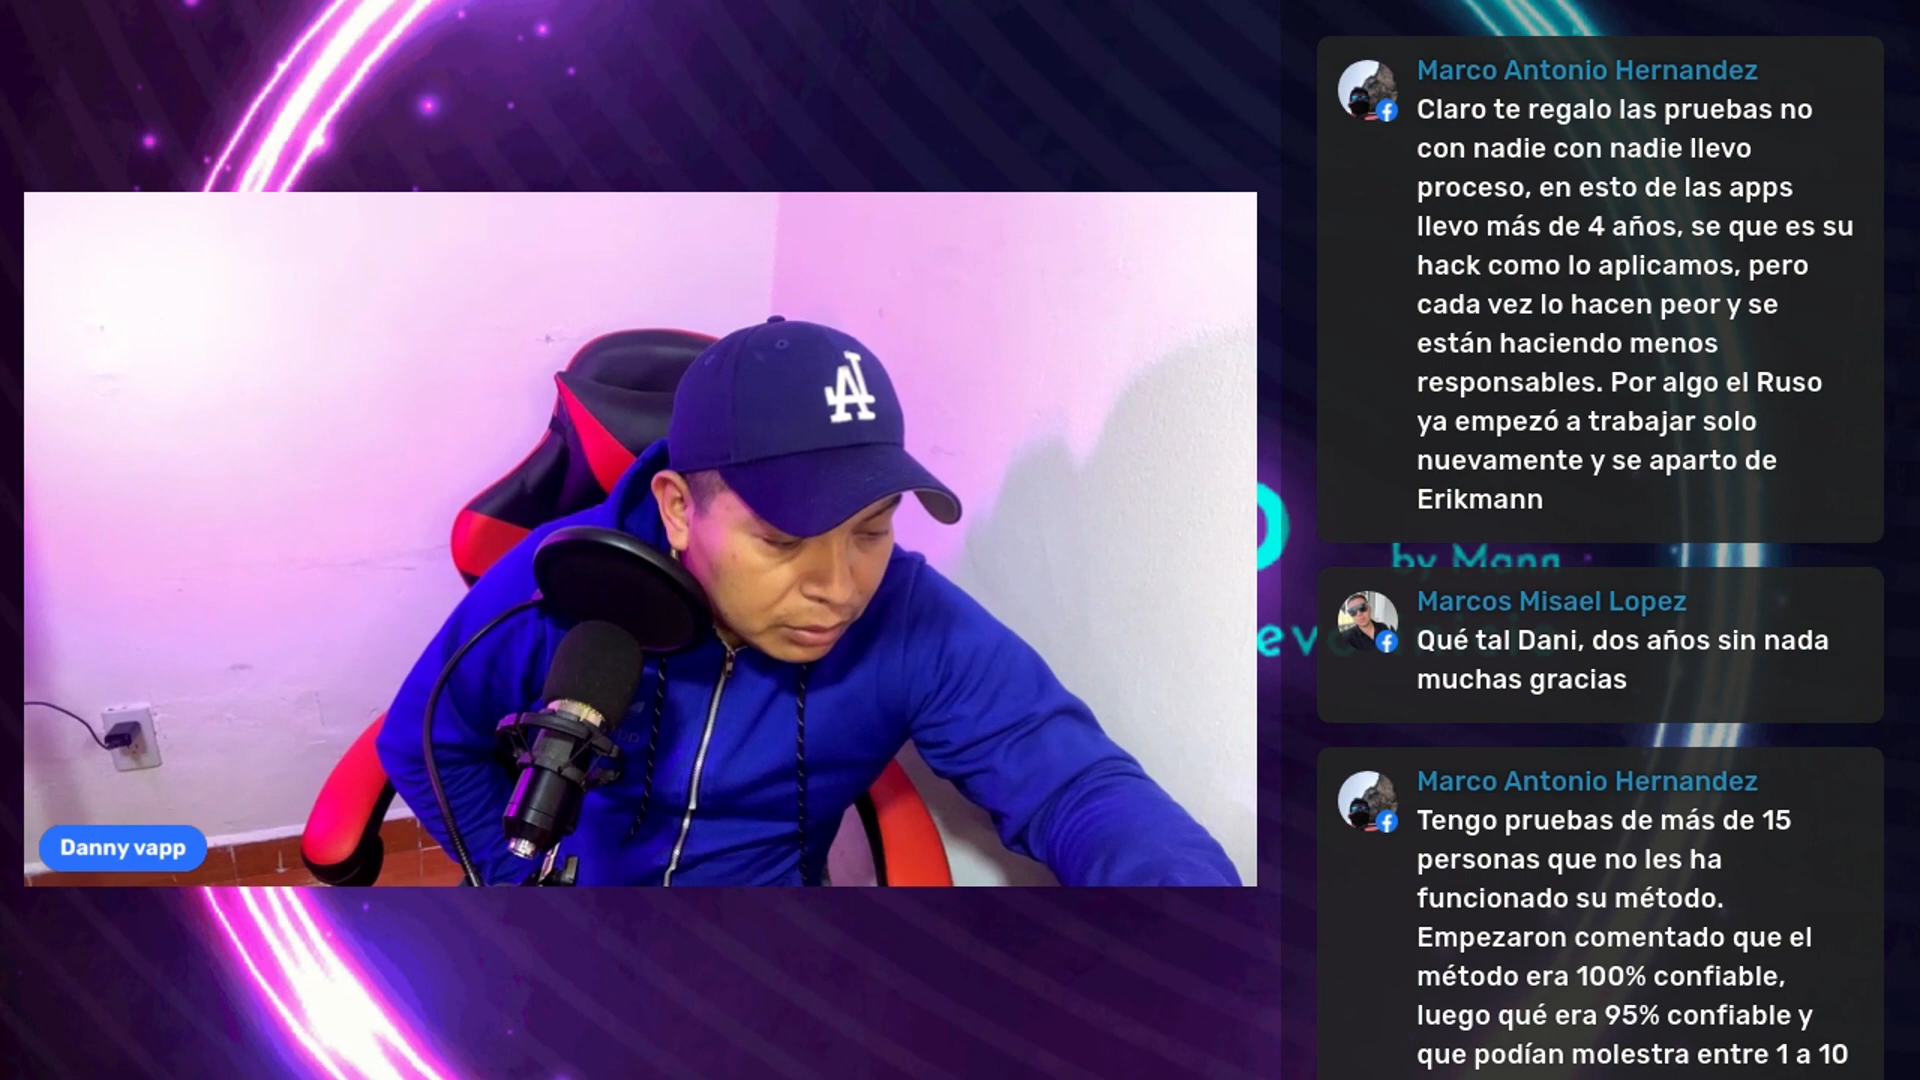 Marco Antonio Hernandez
Claro te regalo las pruebas no
con nadie con nadie llevo
proceso, en esto de las apps
llevo más de 4 años, se que es su
hack como lo aplicamos, pero
cada vez lo hacen peor y se
están haciendo menos
responsables. Por algo el Ruso
ya empezó a trabajar solo
nuevamente y se aparto de
Erikmann
by Mann
Marcos Misael Lopez
Qué tal Dani, dos años sin nada
muchas gracias
Marco Antonio Hernandez
Tengo pruebas de más de 15
personas que no les ha
funcionado su método.
Empezaron comentado que el
método era 100% confiable,
luego qué era 95% confiable y
que podían molestra entre 1 a 10
LA
Danny vapp